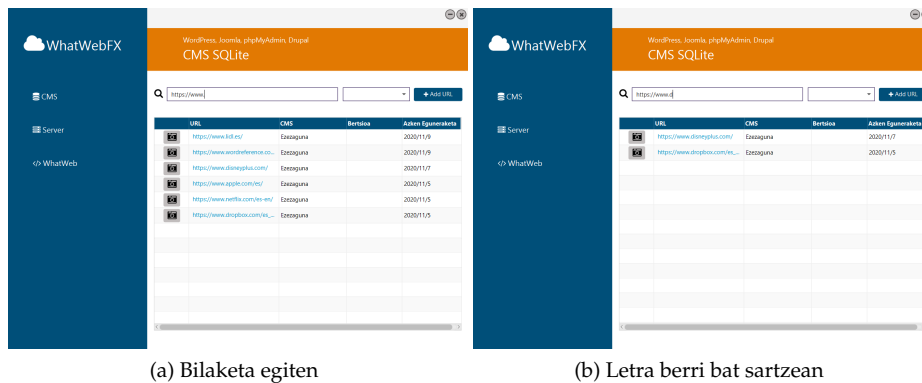 WhatWebFX
WordPress, Joomla, phpMyAdmin, Drupal
CMS SQLite
CMS
Server
</> WhatWeb
https://www.
+ Add URL
URL CMS Bertsioa Azken Eguneraketa
https://www.lidl.es/ Ezezaguna 2020/11/9
https://www.wordreference.co... Ezezaguna 2020/11/9
https://www.disneyplus.com/ Ezezaguna 2020/11/7
https://www.apple.com/es/ Ezezaguna 2020/11/5
https://www.netflix.com/es-es/ Ezezaguna 2020/11/5
https://www.dropbox.com/es_... Ezezaguna 2020/11/5
(a) Bilaketa egiten
WhatWebFX
WordPress, Joomla, phpMyAdmin, Drupal
CMS SQLite
CMS
Server
</> WhatWeb
https://www.d
+ Add URL
URL CMS Bertsioa Azken Eguneraketa
https://www.disneyplus.com/ Ezezaguna 2020/11/7
https://www.dropbox.com/es_... Ezezaguna 2020/11/5
(b) Letra berri bat sartzean